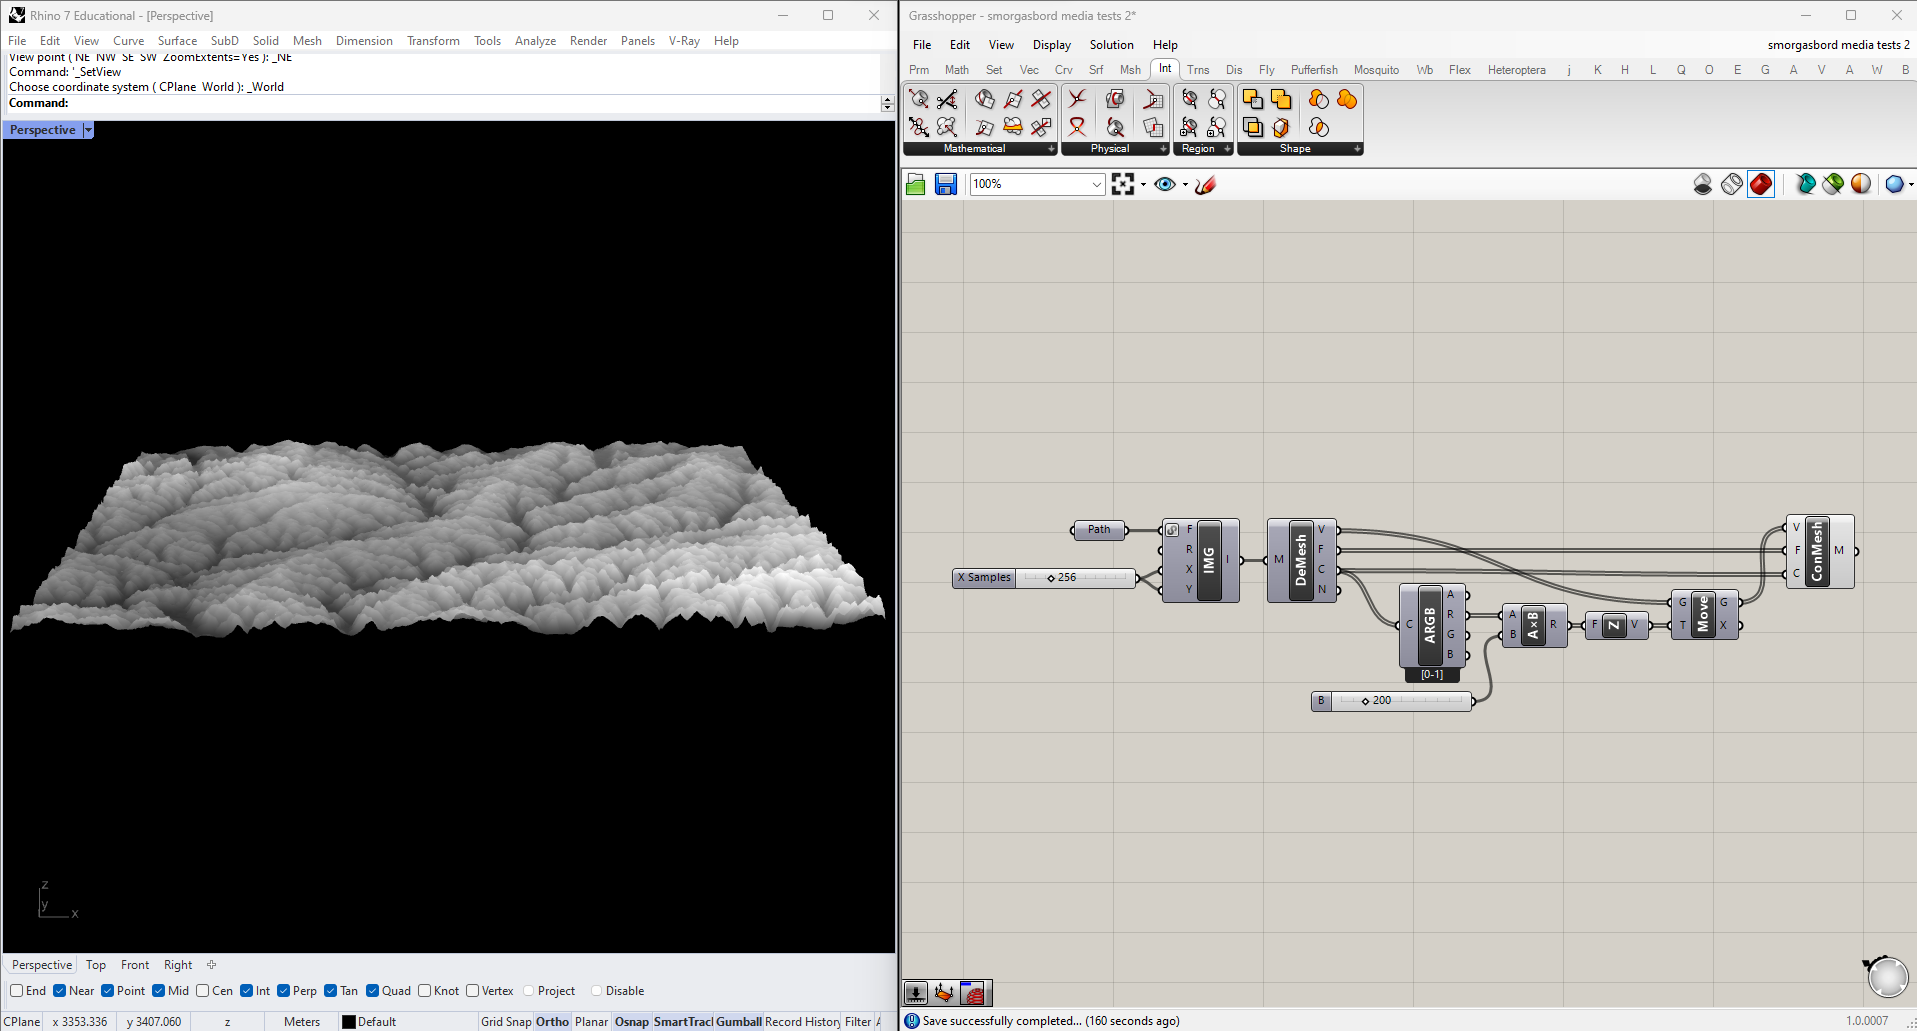 Rhino 7 Educational - [Perspective]
File Edit View Curve Surface SubD Solid Mesh Dimension Transform Tools Analyze Render Panels V-Ray Help
View point ( NE NW SE SW ZoomExtents=Yes ): _NE
Command: '_SetView
Choose coordinate system ( CPlane World ): _World
Command:
Perspective
z
y
x
Perspective Top Front Right
End Near Point Mid Cen Int Perp Tan Quad Knot Vertex Project Disable
CPlane x 3353.336 y 3407.060 z Meters Default Grid Snap Ortho Planar Osnap SmartTrac Gumball Record History Filter
Grasshopper - smorgasbord media tests 2*
File Edit View Display Solution Help smorgasbord media tests 2
Prm Math Set Vec Crv Srf Msh Int Trns Dis Fly Pufferfish Mosquito Wb Flex Heteroptera j K H L Q O E G A V A W B
Mathematical Physical Region Shape
100%
Path
X Samples 256
F
R
X
Y
IMG
I
M
DeMesh
V
F
C
N
C
ARGB
A
R
G
B
[0-1]
B 200
A
B
A×B
R
F Z V
G
T
Move
G
X
V
F
C
ConMesh
M
Save successfully completed... (160 seconds ago)
1.0.0007